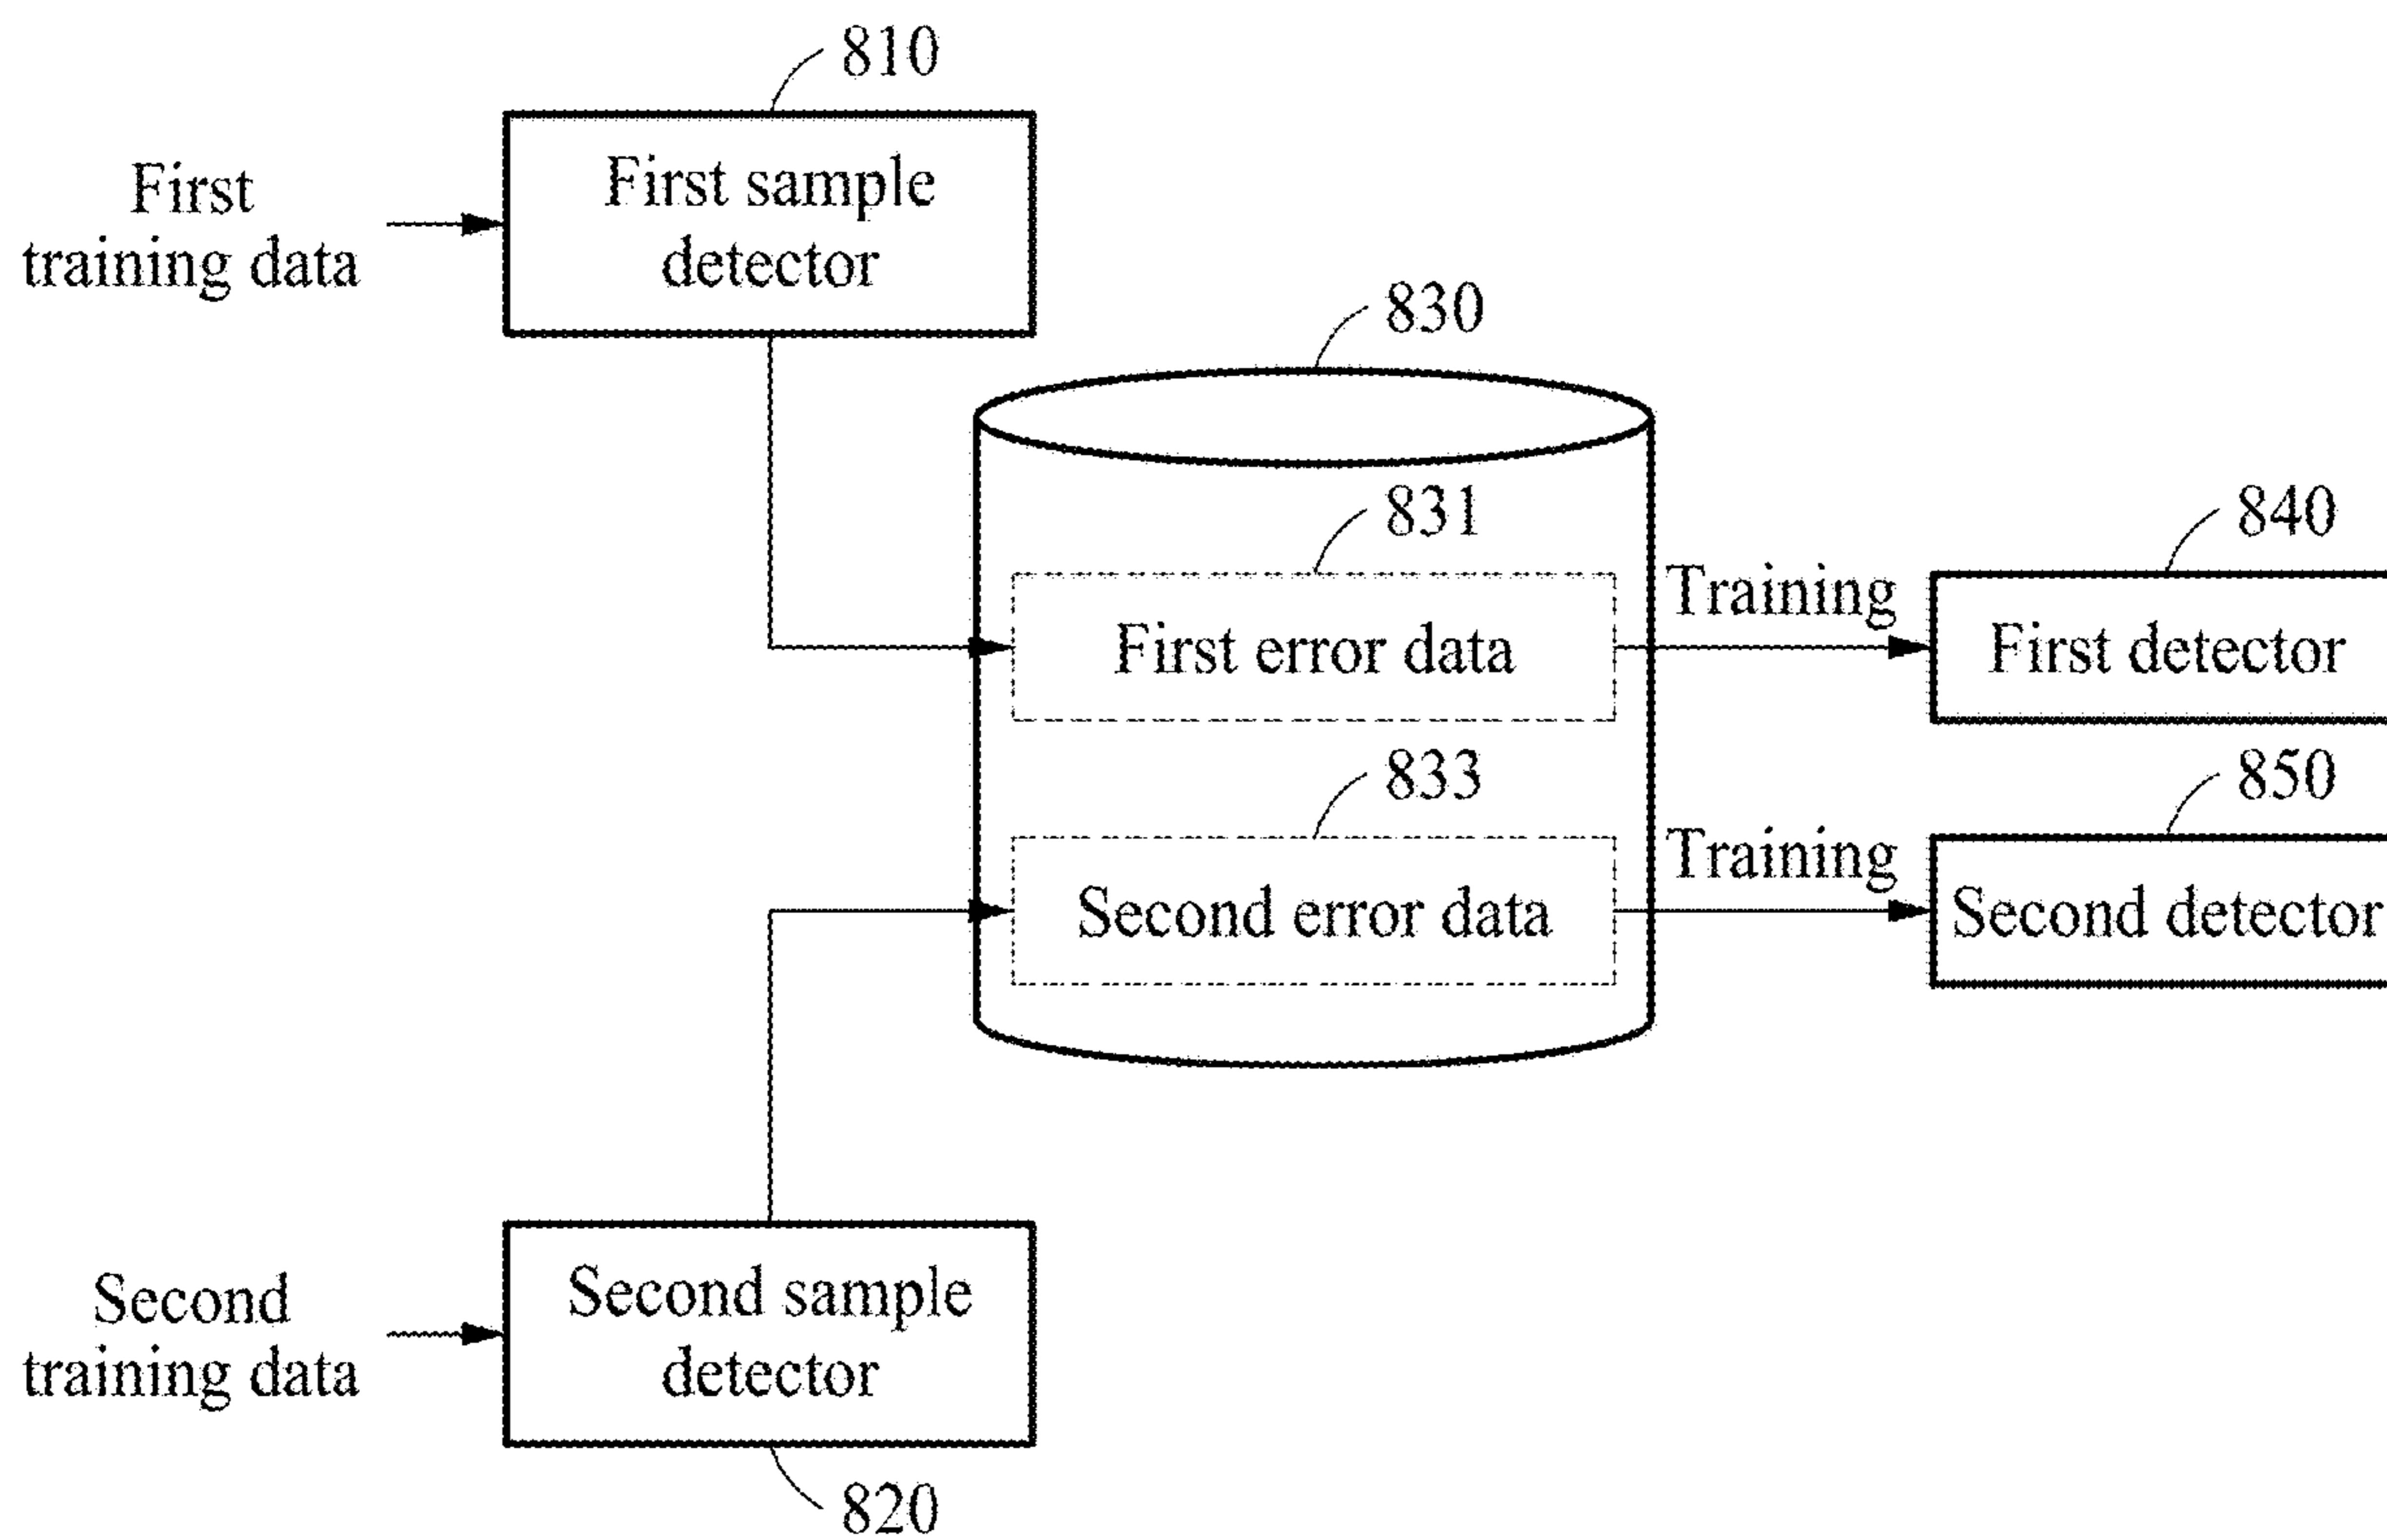 810
First
training data
First sample
detector
830
831
Training
840
First error data
First detector
833
Training
850
Second error data
Second detector
Second
training data
Second sample
detector
820